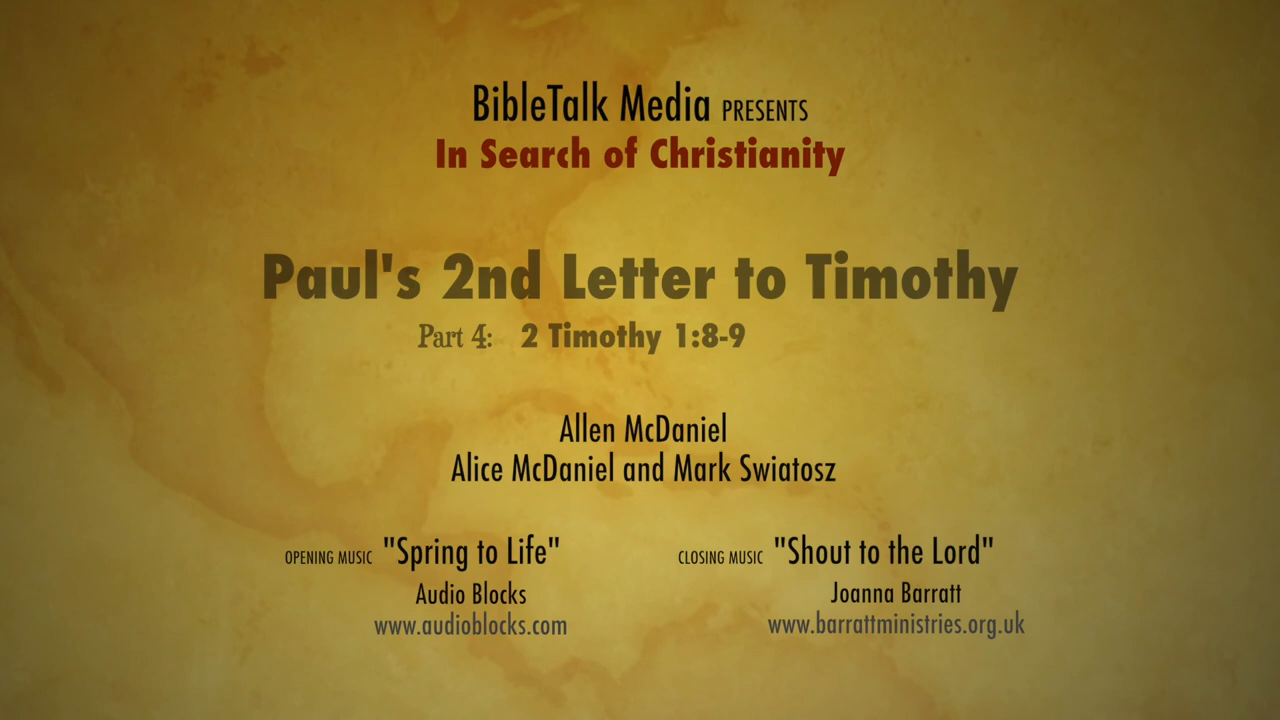 BibleTalk Media PRESENTS
In Search of Christianity
Paul's 2nd Letter to Timothy
Part 4: 2 Timothy 1:8-9
Allen McDaniel
Alice McDaniel and Mark Swiatosz
OPENING MUSIC "Spring to Life"
Audio Blocks
www.audioblocks.com
CLOSING MUSIC "Shout to the Lord"
Joanna Barratt
www.barrattministries.org.uk